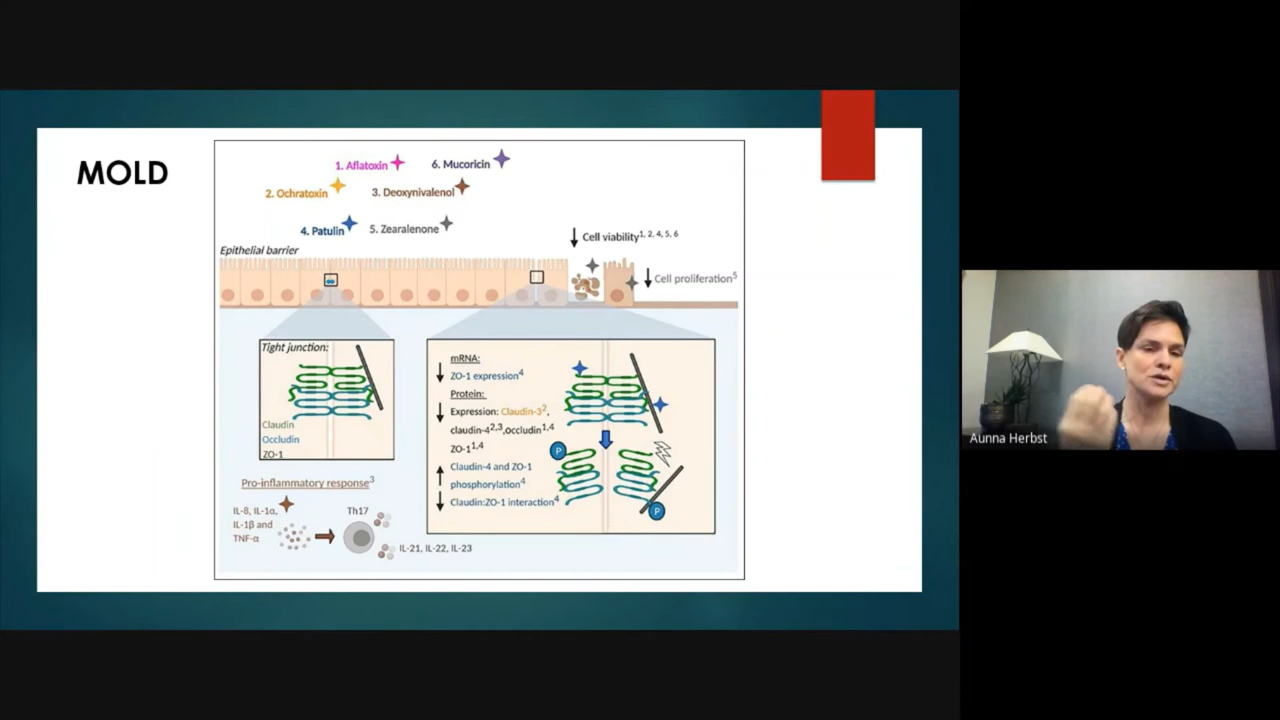 MOLD
1. Aflatoxin
6. Mucoricin
2. Ochratoxin
3. Deoxynivalenol
4. Patulin
5. Zearalenone
Epithelial barrier
Cell viability1, 2, 4, 5, 6
Cell proliferation5
Tight junction:
Claudin
Occludin
ZO-1
mRNA:
ZO-1 expression4
Protein:
Expression: Claudin-32,
claudin-42,3,occludin1,4
ZO-11,4
Claudin-4 and ZO-1
phosphorylation4
Claudin:ZO-1 interaction4
P
P
Pro-inflammatory response3
IL-8, IL-1α,
IL-1β and
TNF-α
Th17
IL-21, IL-22, IL-23
Aunna Herbst